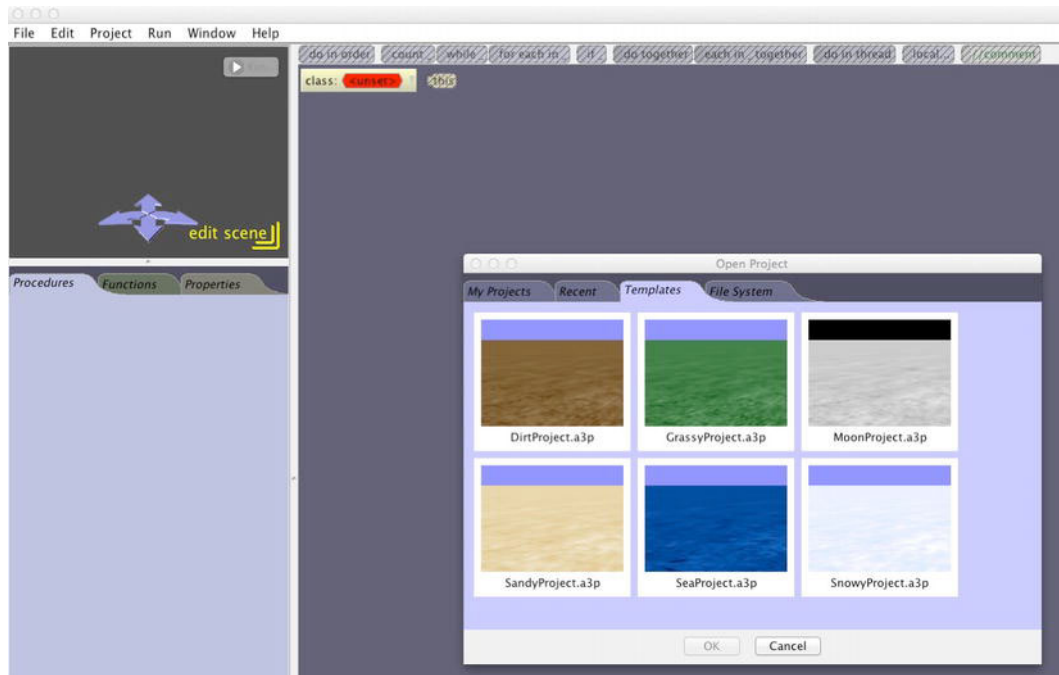 File Edit Project Run Window Help
do in order count while for each in if do together each in_together do in thread local... //comment
class: <unset> this
edit scene
Procedures Functions Properties
Open Project
My Projects Recent Templates File System
DirtProject.a3p GrassyProject.a3p MoonProject.a3p
SandyProject.a3p SeaProject.a3p SnowyProject.a3p
OK Cancel